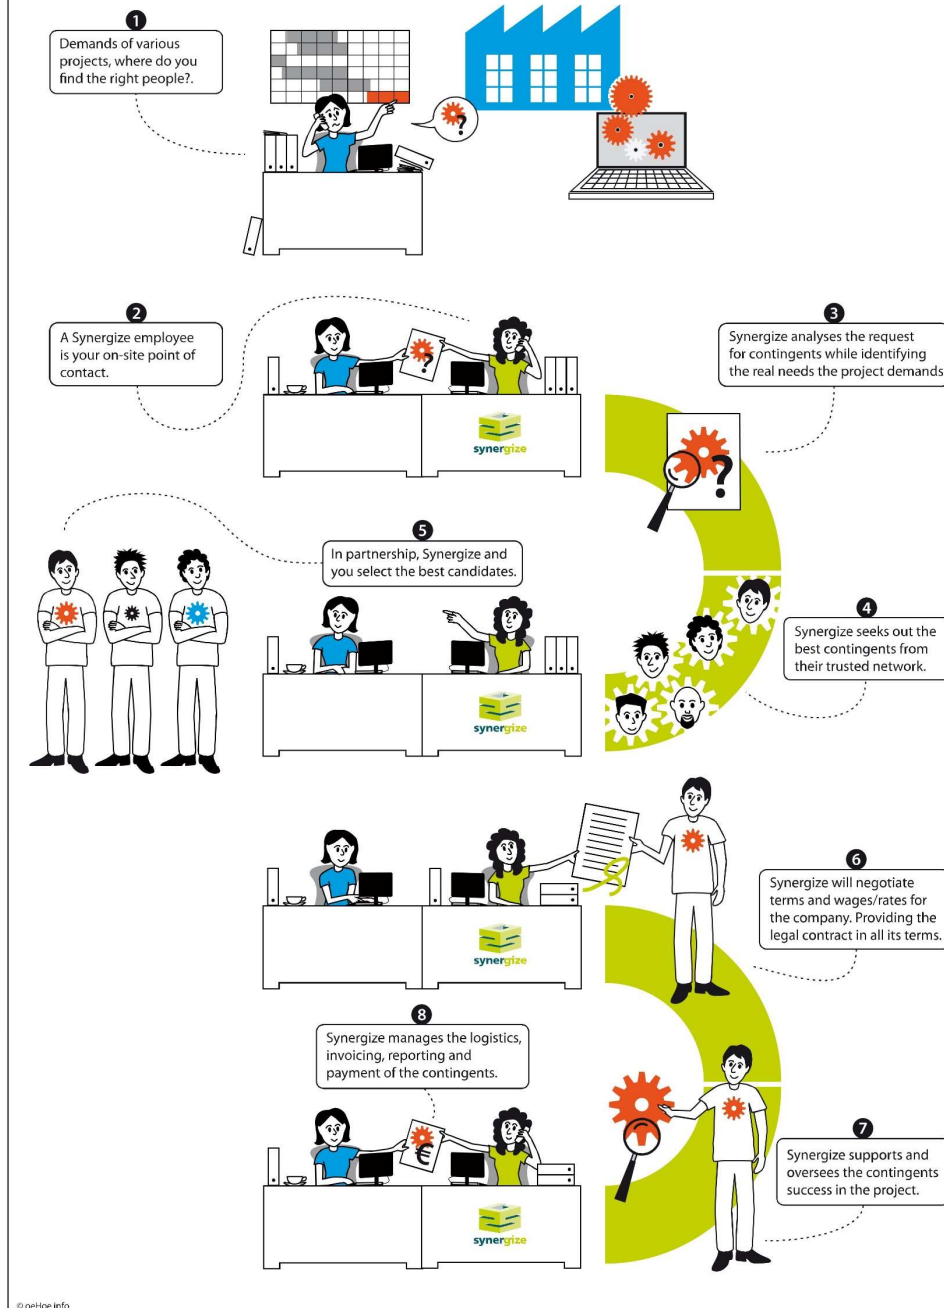 1
Demands of various
projects, where do you
find the right people?.
?
2
A Synergize employee
is your on-site point of
contact.
?
synergize
3
Synergize analyses the request
for contingents while identifying
the real needs the project demands
?
4
Synergize seeks out the
best contingents from
their trusted network.
5
In partnership, Synergize and
you select the best candidates.
synergize
6
Synergize will negotiate
terms and wages/rates for
the company. Providing the
legal contract in all its terms.
synergize
7
Synergize supports and
oversees the contingents
success in the project.
8
Synergize manages the logistics,
invoicing, reporting and
payment of the contingents.
€
synergize
© oeHoe.info